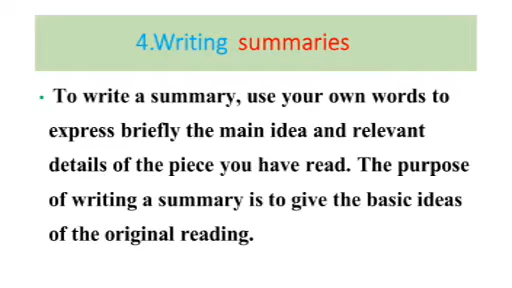 4.Writing summaries
• To write a summary, use your own words to
express briefly the main idea and relevant
details of the piece you have read. The purpose
of writing a summary is to give the basic ideas
of the original reading.